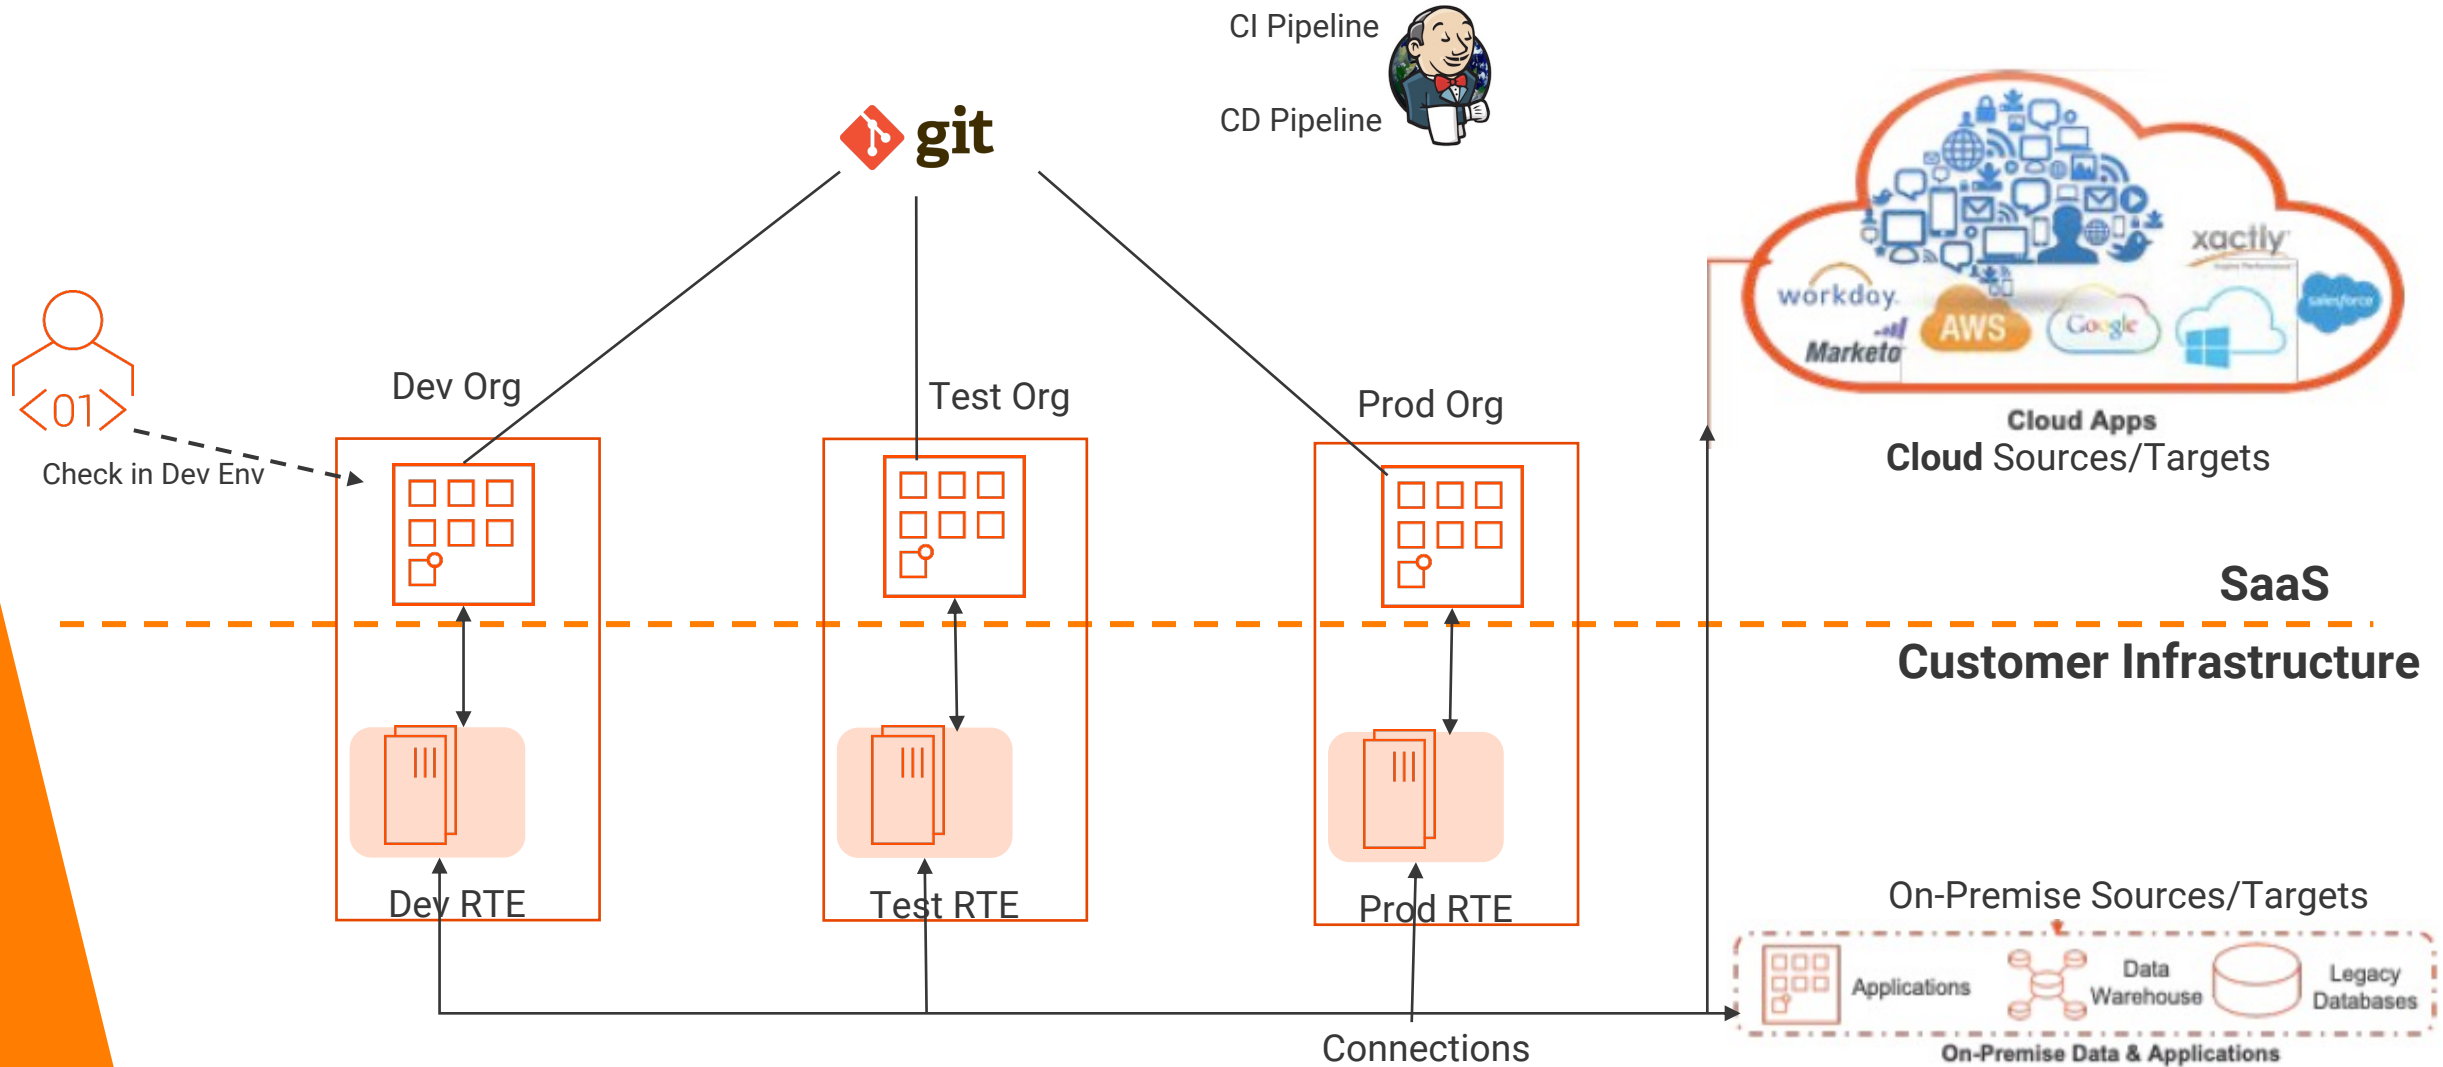 CI Pipeline
CD Pipeline
git
xactly
workday
Marketo
AWS
Google
salesforce
Cloud Apps
Cloud Sources/Targets
<01>
Check in Dev Env
Dev Org
Test Org
Prod Org
SaaS
Customer Infrastructure
Dev RTE
Test RTE
Prod RTE
On-Premise Sources/Targets
Applications
Data
Warehouse
Legacy
Databases
On-Premise Data & Applications
Connections